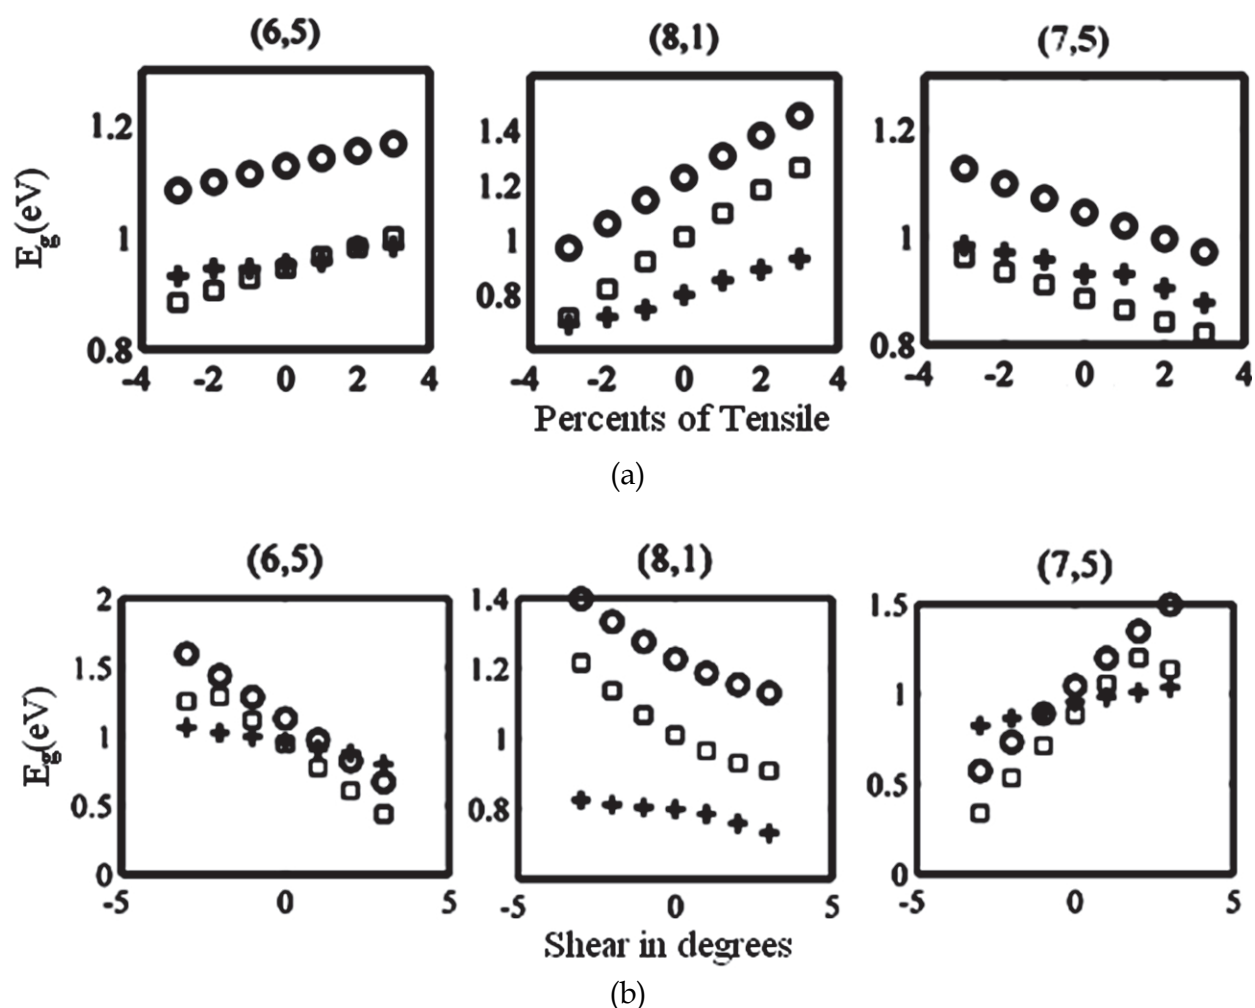 (6,5) (8,1) (7,5)
E_g (eV)
1.2 1 0.8
-4 -2 0 2 4
1.4 1.2 1 0.8
-4 -2 0 2 4
1.2 1 0.8
-4 -2 0 2 4
Percents of Tensile
(a)
(6,5) (8,1) (7,5)
E_g(eV)
2 1.5 1 0.5 0
-5 0 5
1.4 1.2 1 0.8
-5 0 5
1.5 1 0.5 0
-5 0 5
Shear in degrees
(b)